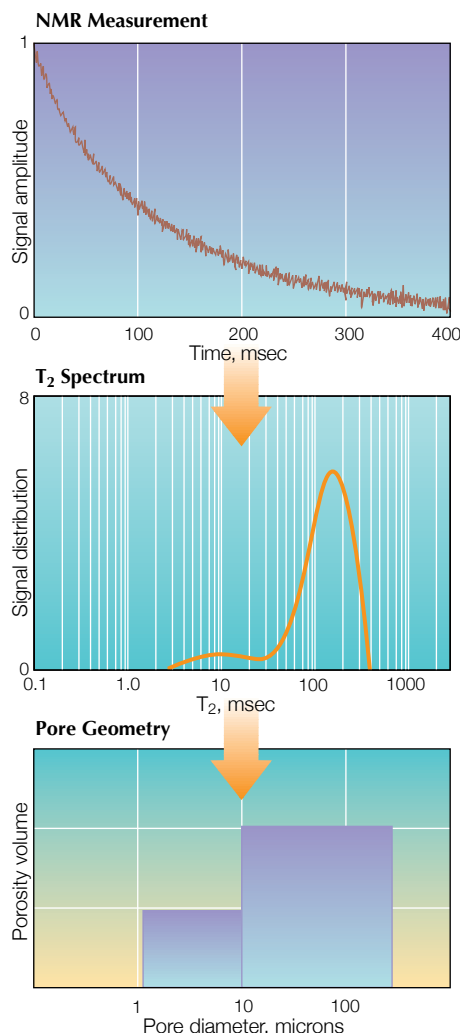 NMR Measurement
1
Signal amplitude
0
0 100 200 300 400
Time, msec
T2 Spectrum
8
Signal distribution
0
0.1 1.0 10 100 1000
T2, msec
Pore Geometry
Porosity volume
1 10 100
Pore diameter, microns